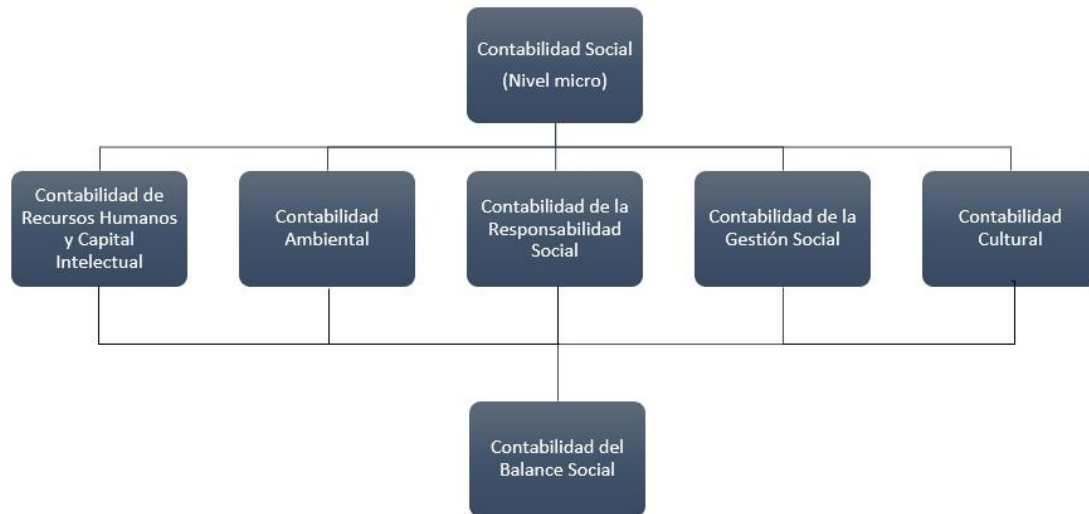 Contabilidad Social
(Nivel micro)
Contabilidad de
Recursos Humanos
y Capital
Intelectual
Contabilidad
Ambiental
Contabilidad de la
Responsabilidad
Social
Contabilidad de la
Gestión Social
Contabilidad
Cultural
Contabilidad del
Balance Social